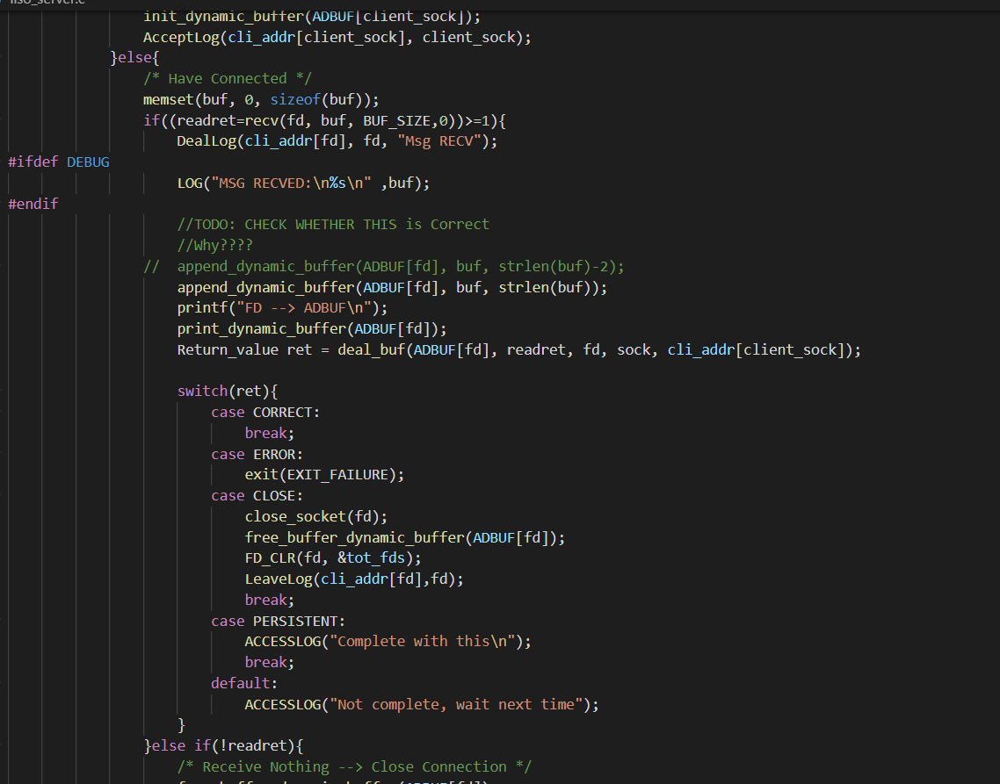 liso_server.c
init_dynamic_buffer(ADBUF[client_sock]);
AcceptLog(cli_addr[client_sock], client_sock);
}else{
/* Have Connected */
memset(buf, 0, sizeof(buf));
if((readret=recv(fd, buf, BUF_SIZE,0))>=1){
DealLog(cli_addr[fd], fd, "Msg RECV");
#ifdef DEBUG
LOG("MSG RECVED:\n%s\n" ,buf);
#endif
//TODO: CHECK WHETHER THIS is Correct
//Why????
//  append_dynamic_buffer(ADBUF[fd], buf, strlen(buf)-2);
append_dynamic_buffer(ADBUF[fd], buf, strlen(buf));
printf("FD --> ADBUF\n");
print_dynamic_buffer(ADBUF[fd]);
Return_value ret = deal_buf(ADBUF[fd], readret, fd, sock, cli_addr[client_sock]);
switch(ret){
case CORRECT:
break;
case ERROR:
exit(EXIT_FAILURE);
case CLOSE:
close_socket(fd);
free_buffer_dynamic_buffer(ADBUF[fd]);
FD_CLR(fd, &tot_fds);
LeaveLog(cli_addr[fd],fd);
break;
case PERSISTENT:
ACCESSLOG("Complete with this\n");
break;
default:
ACCESSLOG("Not complete, wait next time");
}
}else if(!readret){
/* Receive Nothing --> Close Connection */